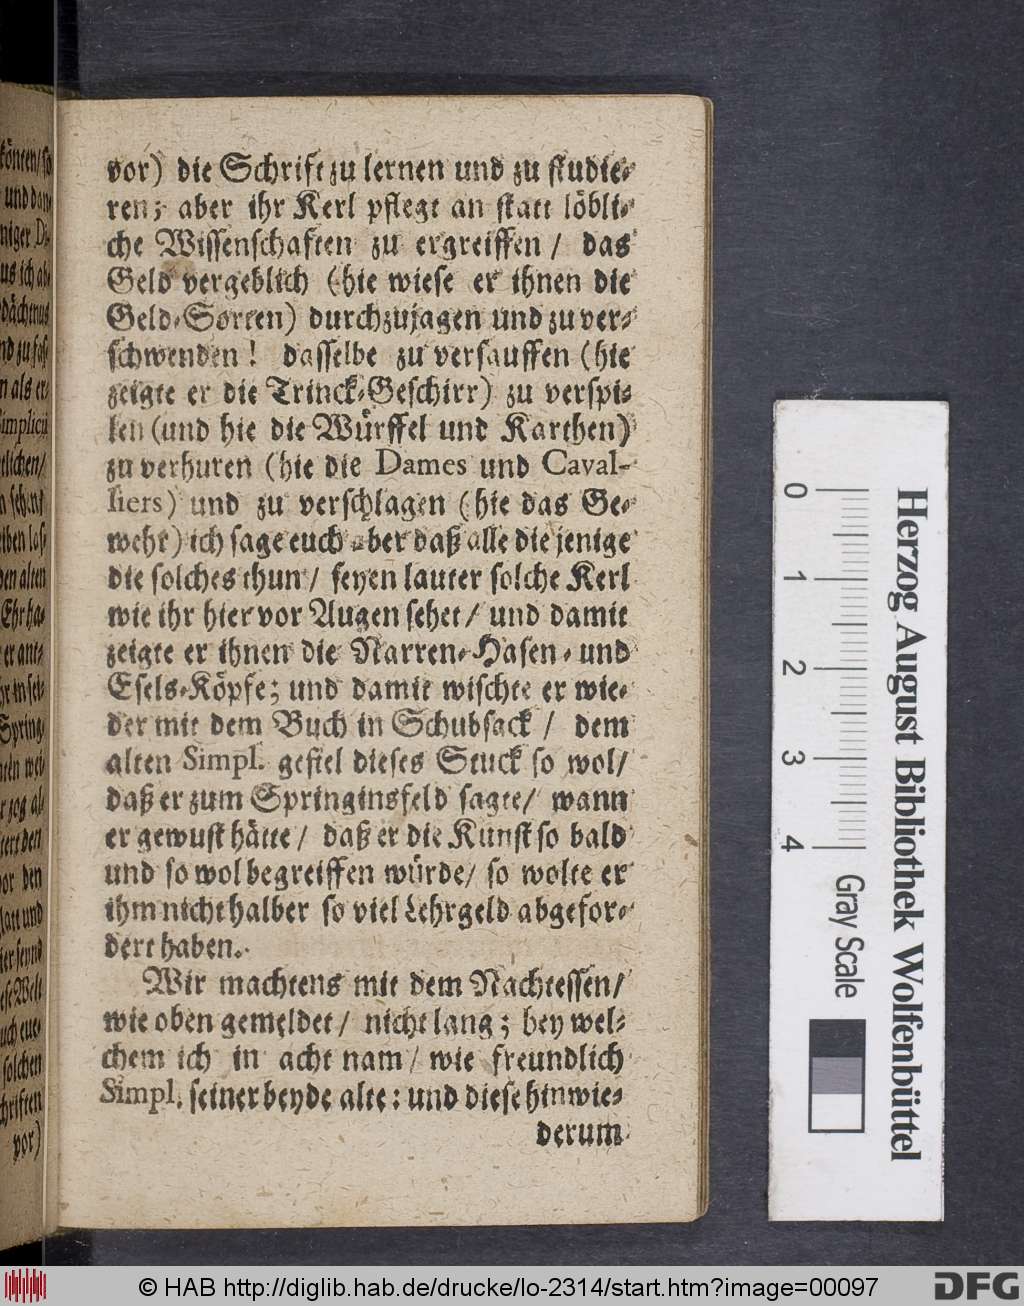 vor) die Schrift zu lernen und zu studie-
ren; aber ihr Kerl pflegt an statt löbli-
che Wissenschafften zu ergreiffen / das
Geld vergeblich (hie wiese er ihnen die
Geld-Sorten) durchzujagen und zu ver-
schwenden! dasselbe zu versauffen (hie
zeigte er die Trinck-Geschirr) zu verspi-
len (und hie die Würffel und Karthen)
zu verhuren (hie die Dames und Caval-
liers) und zu verschlagen (hie das Ge-
wehr) ich sage euch aber daß alle die jenige
die solches thun / seyen lauter solche Kerl
wie ihr hier vor Augen sehet / und damit
zeigte er ihnen die Narren-Hasen- und
Esels-Köpfe; und damit wischte er wie-
der mit dem Buch in Schubsack / dem
alten Simpl. gefiel dieses Stuck so wol /
daß er zum Springinsfeld sagte / wann
er gewust hätte / daß er die Kunst so bald
und so wol begreiffen würde / so wolte er
ihm nicht halber so viel Lehrgeld abgefor-
dert haben.
Wir machtens mit dem Nachtessen /
wie oben gemeldet / nicht lang; bey wel-
chem ich in acht nam / wie freundlich
Simpl. seiner beyde alte: und diese hinwie-
derum
Herzog August Bibliothek Wolfenbüttel
0 1 2 3 4 Gray Scale
© HAB http://diglib.hab.de/drucke/lo-2314/start.htm?image=00097
DFG